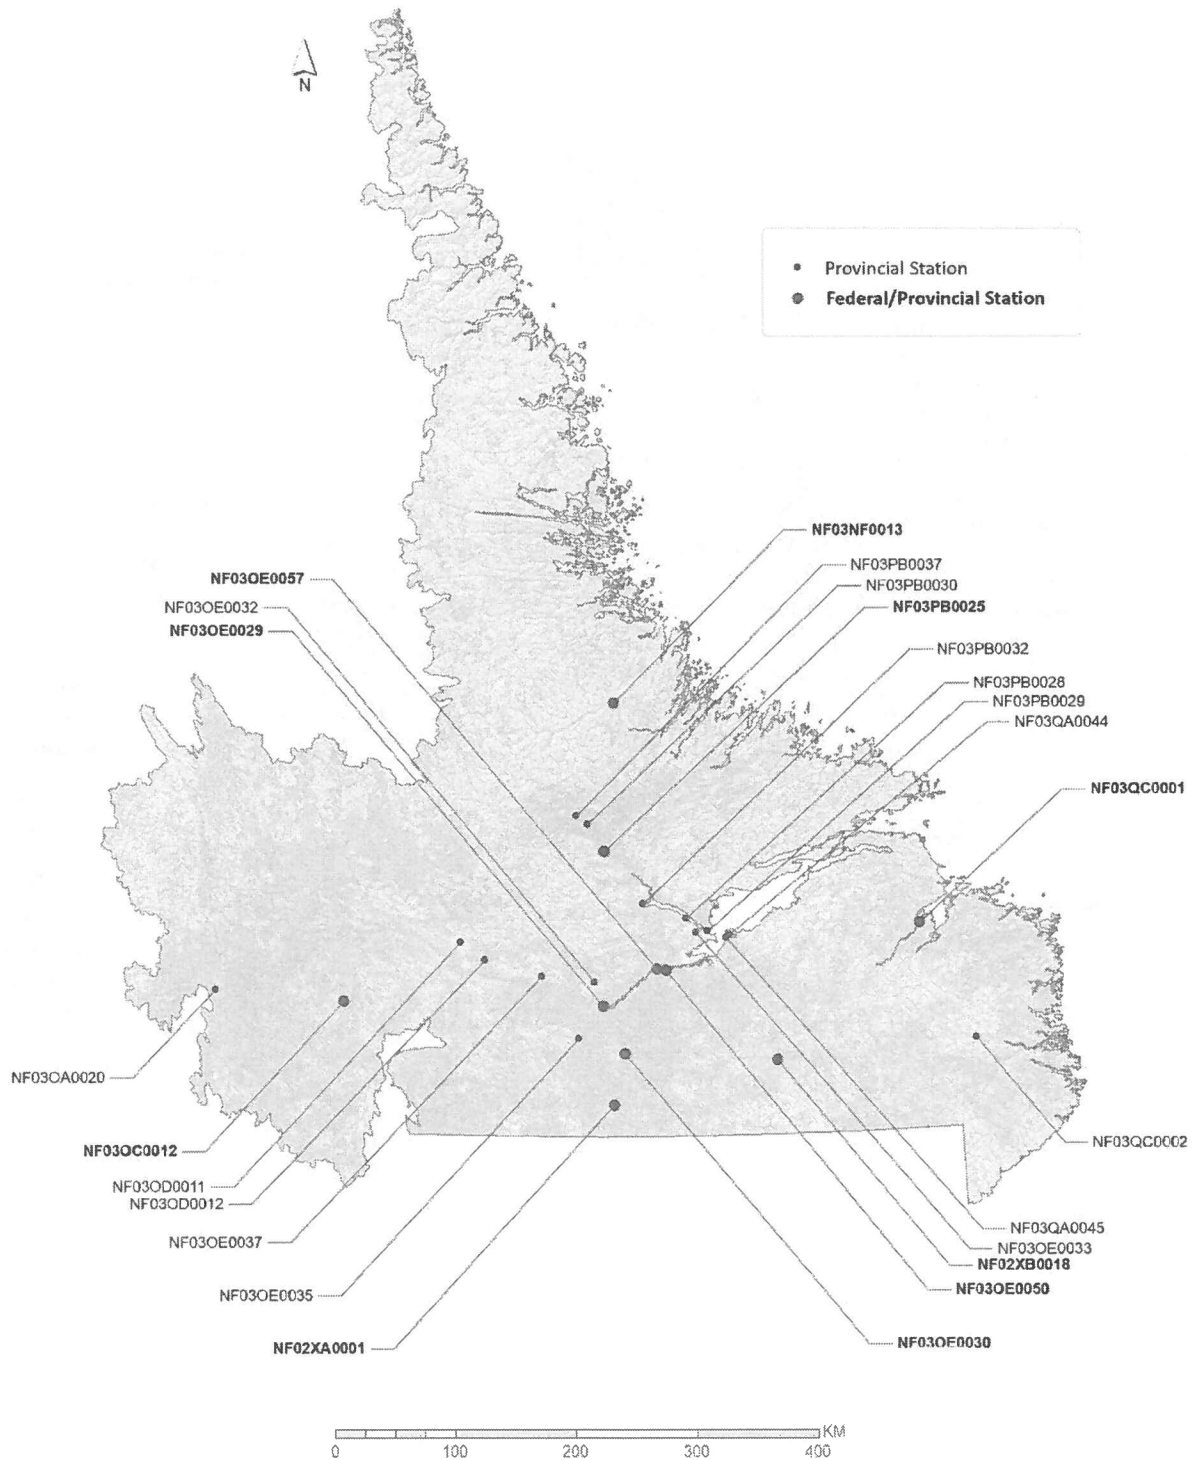 N
Provincial Station
Federal/Provincial Station
NF03NF0013
NF03PB0037
NF03PB0030
NF03PB0025
NF03PB0032
NF03PB0028
NF03PB0029
NF03QA0044
NF03QC0001
NF03OE0057
NF03OE0032
NF03OE0029
NF03OA0020
NF03OC0012
NF03OD0011
NF03OD0012
NF03OE0037
NF03OE0035
NF02XA0001
NF03QC0002
NF03QA0045
NF03OE0033
NF02XB0018
NF03OE0050
NF03OE0030
KM
0 100 200 300 400